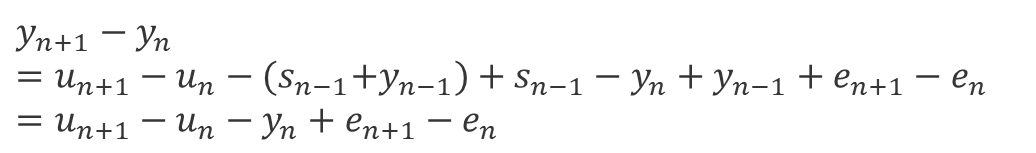 yₙ₊₁ − yₙ
= uₙ₊₁ − uₙ − (sₙ₋₁+yₙ₋₁) + sₙ₋₁ − yₙ + yₙ₋₁ + eₙ₊₁ − eₙ
= uₙ₊₁ − uₙ − yₙ + eₙ₊₁ − eₙ